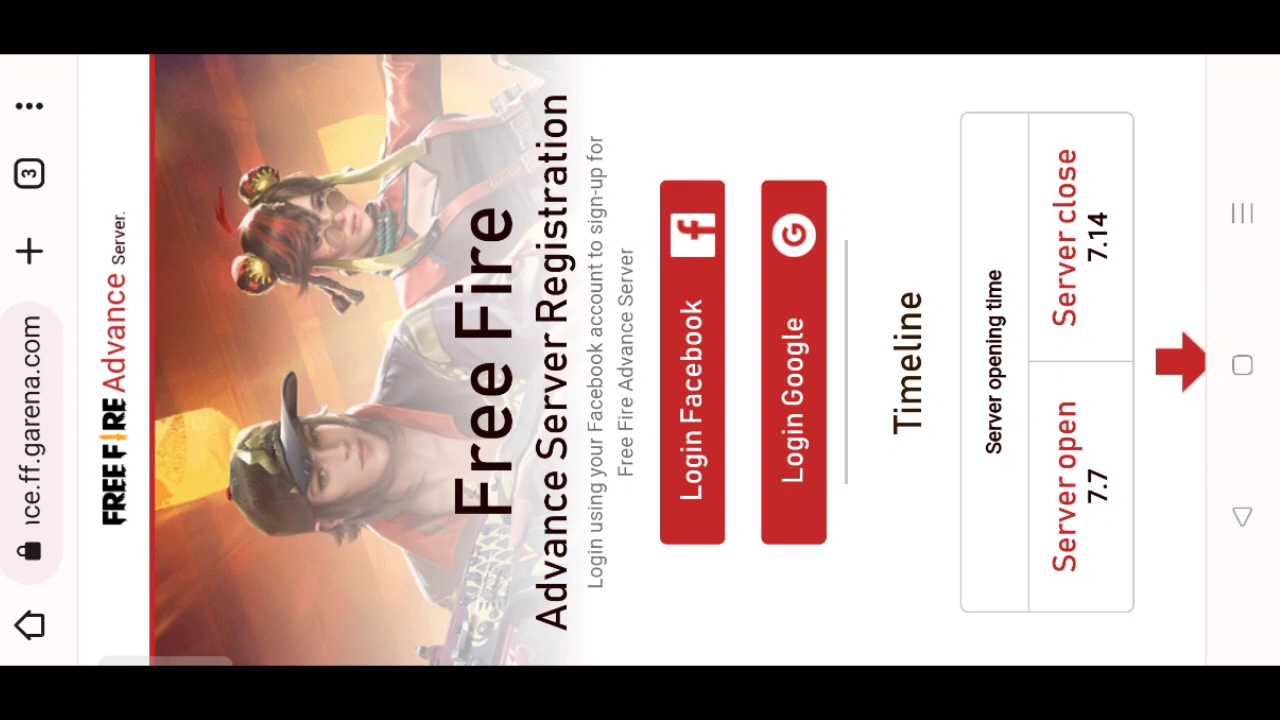 3
ıce.ff.garena.com
FREE FIRE Advance Server.
Free Fire
Advance Server Registration
Login using your Facebook account to sign-up for
Free Fire Advance Server
Login Facebook
Login Google
Timeline
Server opening time
Server open
7.7
Server close
7.14